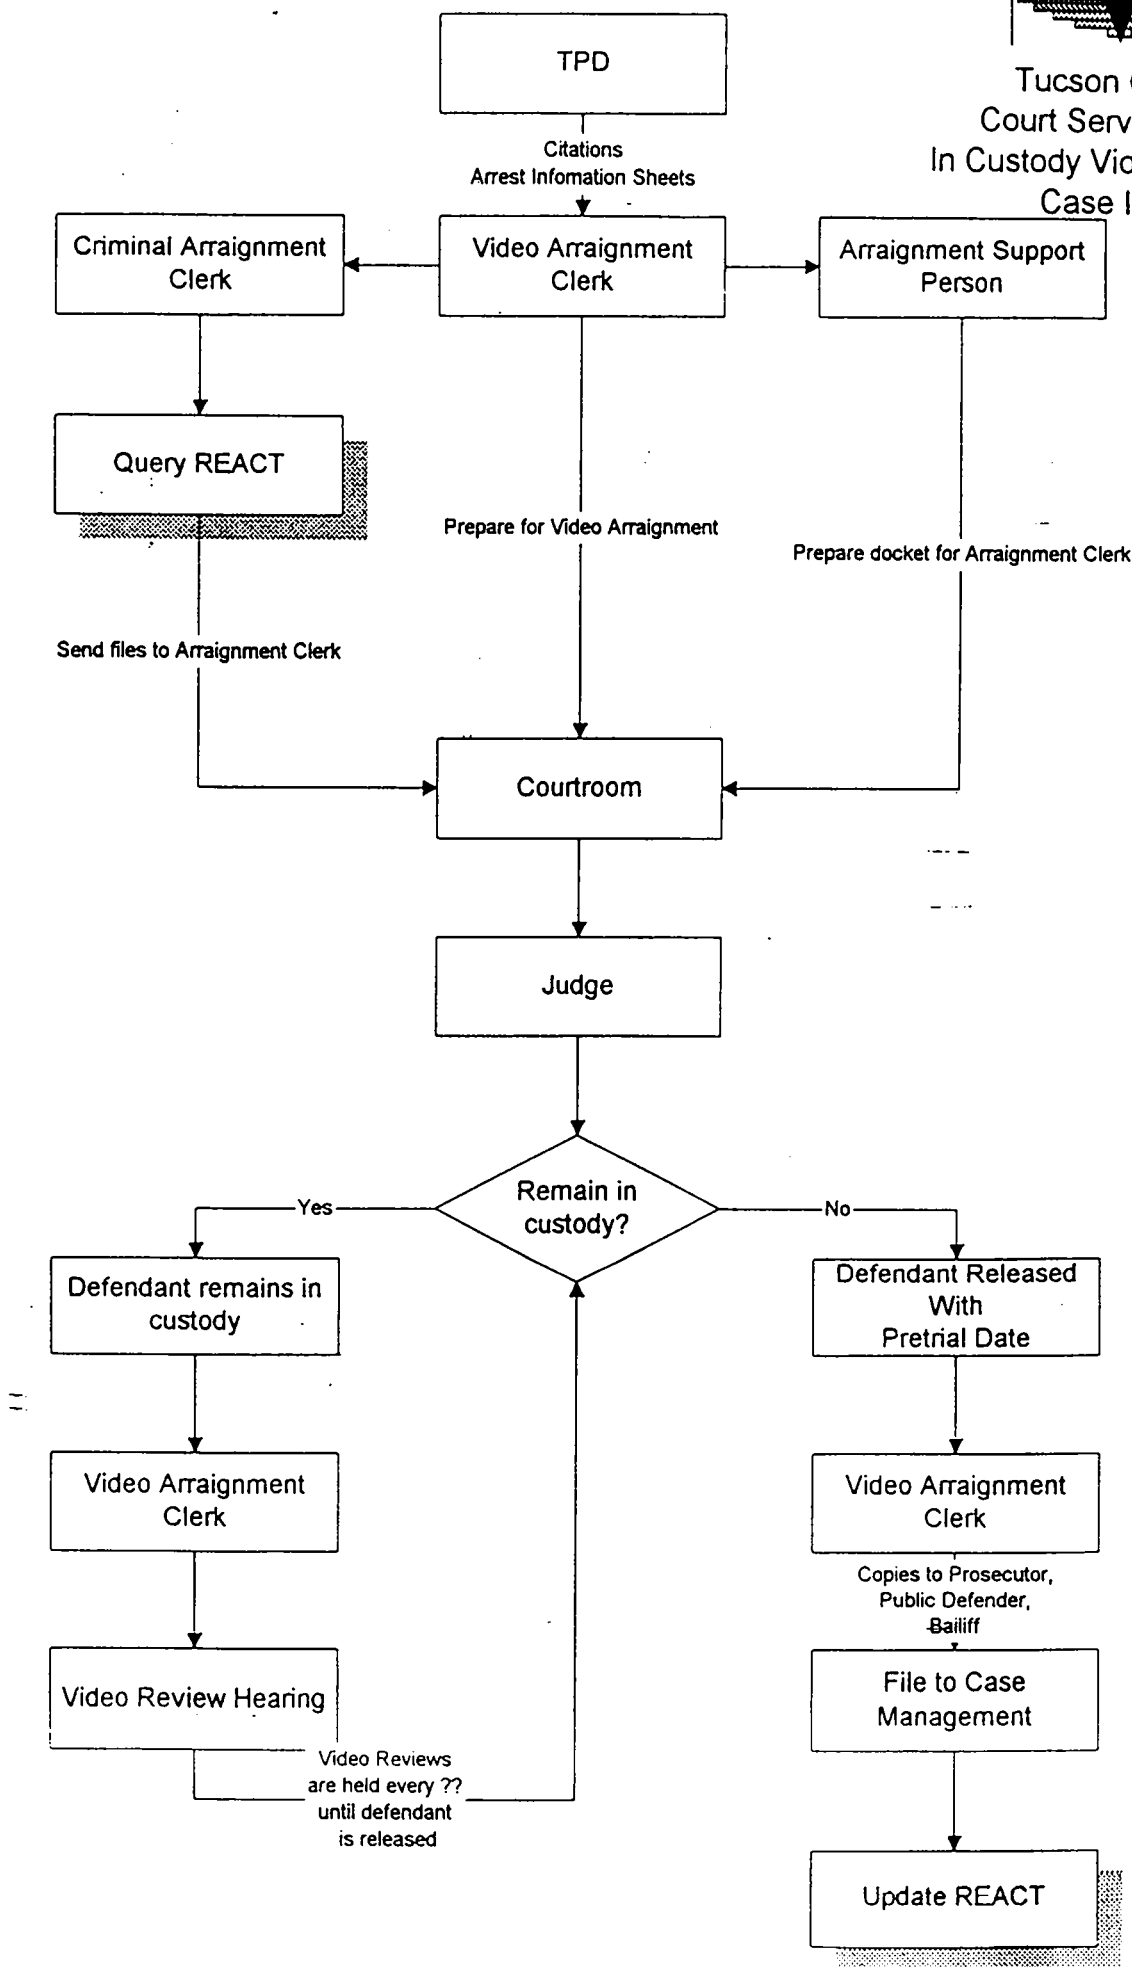 TPD
Tucson
Court Serv
In Custody Vid
Case I
Citations
Arrest Infomation Sheets
Criminal Arraignment
Clerk
Video Arraignment
Clerk
Arraignment Support
Person
Query REACT
Prepare for Video Arraignment
Prepare docket for Arraignment Clerk
Send files to Arraignment Clerk
Courtroom
Judge
Remain in
custody?
Yes
No
Defendant remains in
custody
Defendant Released
With
Pretrial Date
Video Arraignment
Clerk
Video Arraignment
Clerk
Copies to Prosecutor,
Public Defender,
Bailiff
Video Review Hearing
File to Case
Management
Video Reviews
are held every ??
until defendant
is released
Update REACT